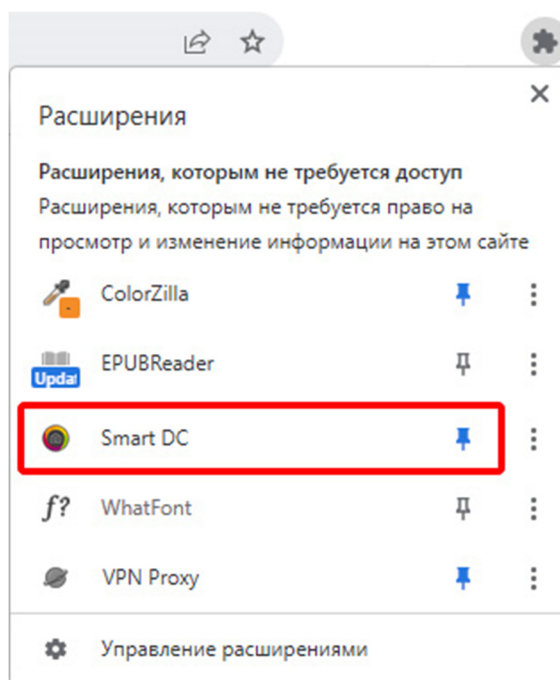 Расширения
Расширения, которым не требуется доступ
Расширения, которым не требуется право на
просмотр и изменение информации на этом сайте
ColorZilla
EPUBReader
Updat
Smart DC
f? WhatFont
VPN Proxy
Управление расширениями